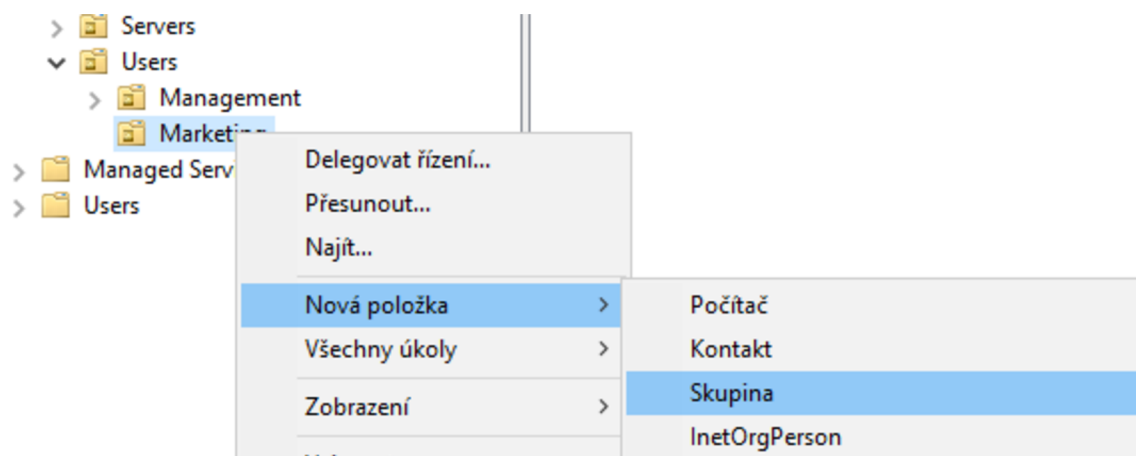 Servers
Users
Management
Managed Serv
Users
Delegovat řízení...
Přesunout...
Najít...
Nová položka
Všechny úkoly
Zobrazení
Počítač
Kontakt
Skupina
InetOrgPerson